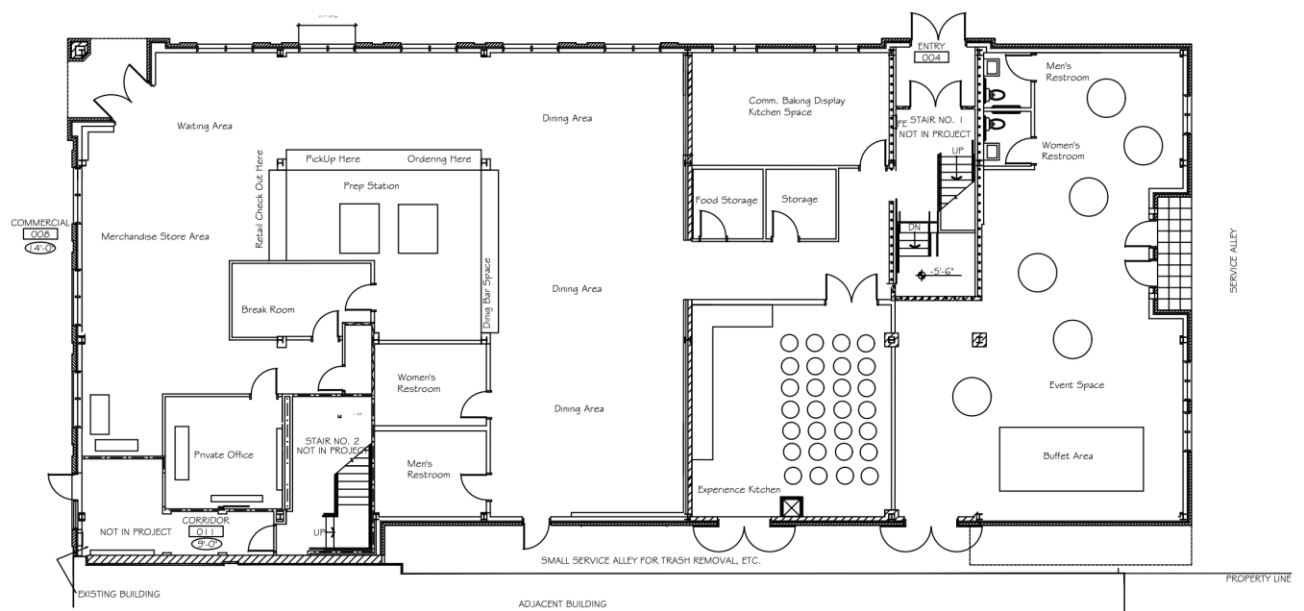 ENTRY
004
Men's
Restroom
Comm. Baking Display
Kitchen Space
Waiting Area
Dining Area
FE
STAIR NO. 1
NOT IN PROJECT
UP
Women's
Restroom
PickUp Here
Ordering Here
Retail Check Out Here
Prep Station
Food Storage
Storage
COMMERCIAL
008
14'-0"
Merchandise Store Area
DN
-5'-6"
SERVICE ALLEY
Dinig Bar Space
Dining Area
Break Room
Women's
Restroom
Event Space
Dining Area
STAIR NO. 2
NOT IN PROJECT
Private Office
Buffet Area
Men's
Restroom
Experience Kitchen
CORRIDOR
011
9'-0"
NOT IN PROJECT
UP
SMALL SERVICE ALLEY FOR TRASH REMOVAL, ETC.
PROPERTY LINE
EXISTING BUILDING
ADJACENT BUILDING